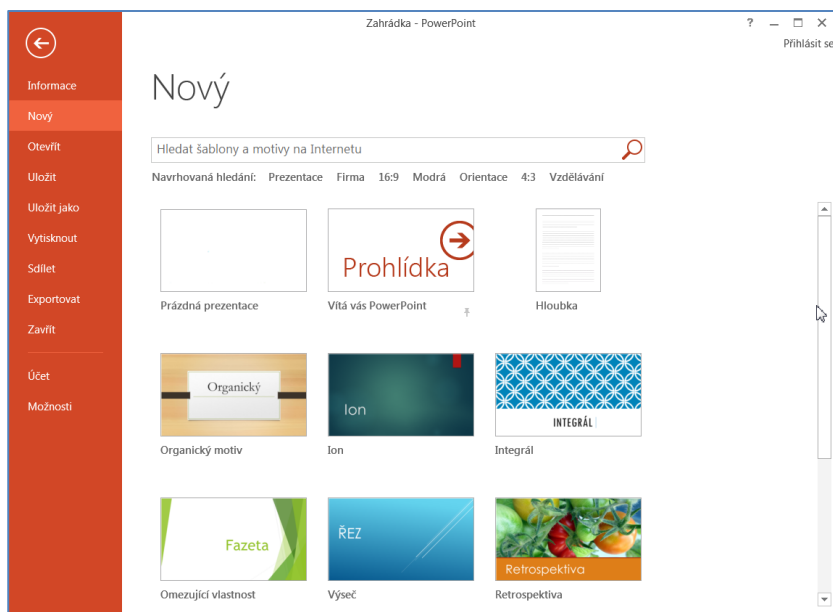 Zahrádka - PowerPoint
?
Přihlásit se
Informace
Nový
Otevřít
Uložit
Uložit jako
Vytisknout
Sdílet
Exportovat
Zavřít
Účet
Možnosti
Nový
Hledat šablony a motivy na Internetu
Navrhovaná hledání: Prezentace Firma 16:9 Modrá Orientace 4:3 Vzdělávání
Prohlídka
Prázdná prezentace
Vítá vás PowerPoint
Hloubka
Organický
Ion
INTEGRÁL
Organický motiv
Ion
Integrál
Fazeta
ŘEZ
Retrospektiva
Omezující vlastnost
Výseč
Retrospektiva